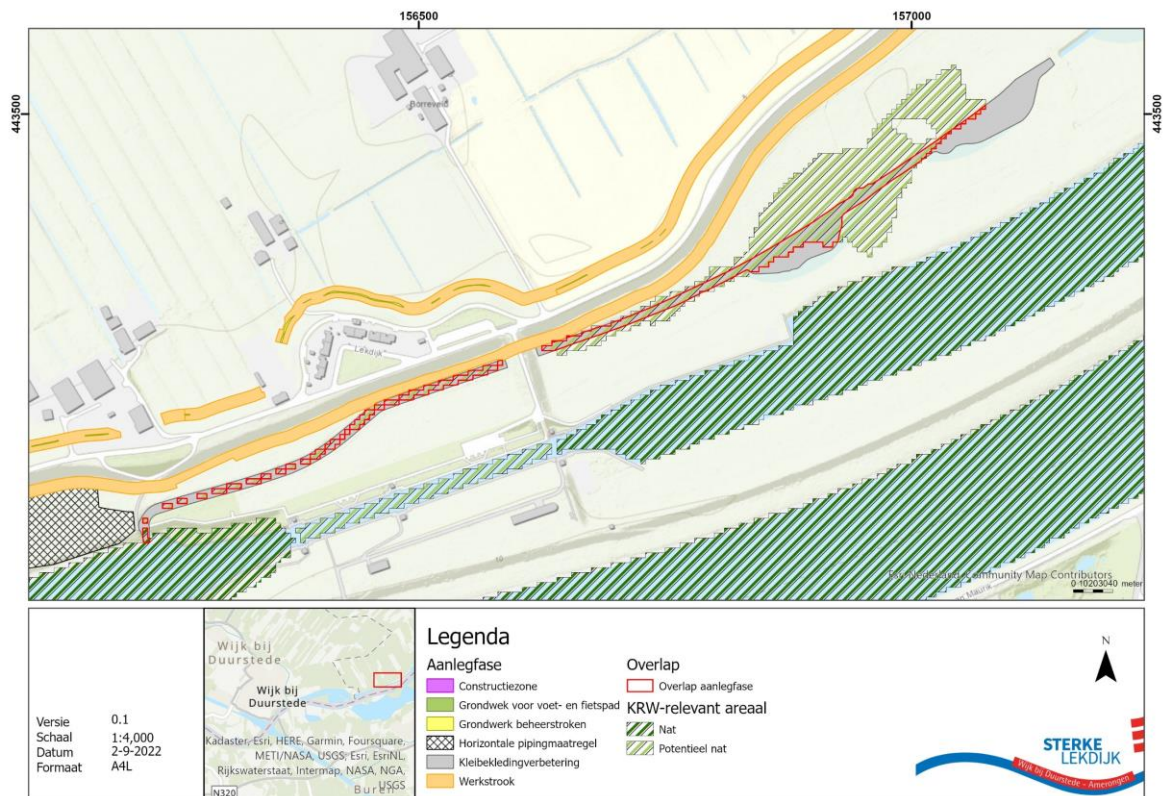 156500
157000
443500
443500
Borreveld
Lekdijk
Esri Nederland, Community Map Contributors
0 10203040 meter
Versie 0.1
Schaal 1:4,000
Datum 2-9-2022
Formaat A4L
Wijk bij
Duurstede
Wijk bij
Duurstede
Kadaster, Esri, HERE, Garmin, Foursquare,
METI/NASA, USGS, Esri, EsriNL,
Rijkswaterstaat, Intermap, NASA, NGA,
USGS
N320
Buren
Legenda
Aanlegfase
Constructiezone
Grondwek voor voet- en fietspad
Grondwerk beheerstroken
Horizontale pipingmaatregel
Kleibekledingverbetering
Werkstrook
Overlap
Overlap aanlegfase
KRW-relevant areaal
Nat
Potentieel nat
N
STERKE
LEKDIJK
Wijk bij Duurstede - Amerongen